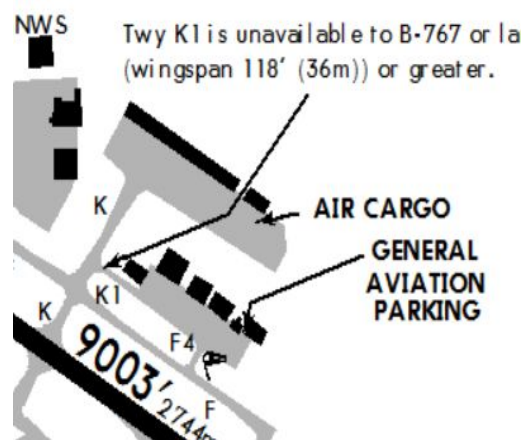 NWS
Twy K1 is unavailable to B-767 or la
(wingspan 118' (36m)) or greater.
K
AIR CARGO
GENERAL
AVIATION
PARKING
K1
K
F4
9003'
2744m
F